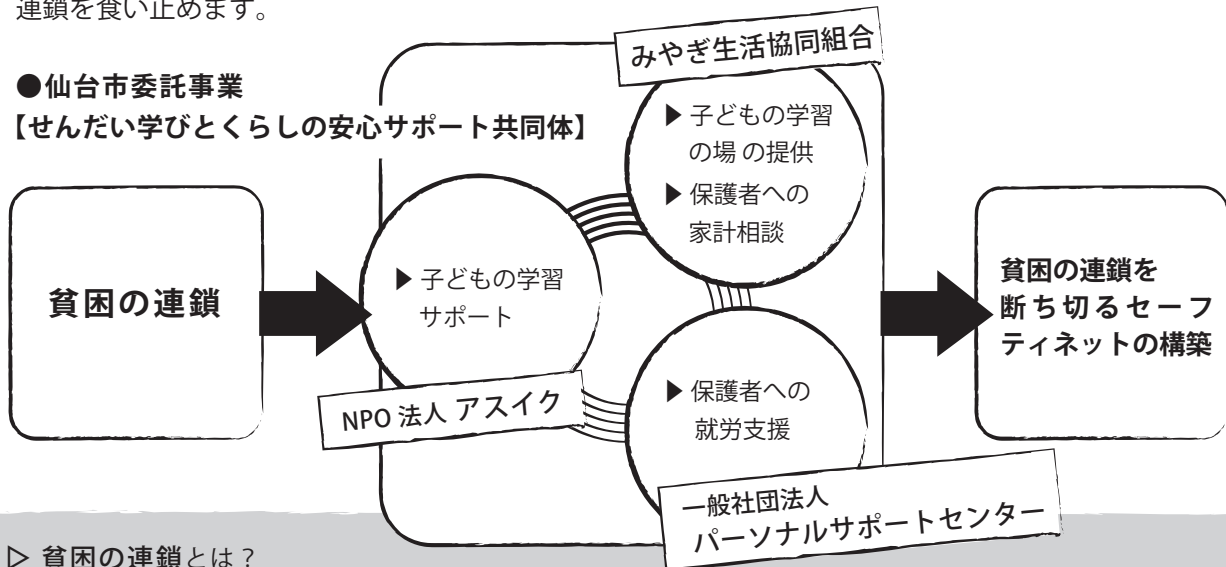 連鎖を食い止めます。
●仙台市委託事業
【せんだい学びとくらしの安心サポート共同体】
貧困の連鎖
▶ 子どもの学習
サポート
NPO 法人 アスイク
みやぎ生活協同組合
▶ 子どもの学習
の場 の提供
▶ 保護者への
家計相談
▶ 保護者への
就労支援
一般社団法人
パーソナルサポートセンター
貧困の連鎖を
断ち切るセーフ
ティネットの構築
▷ 貧困の連鎖とは？